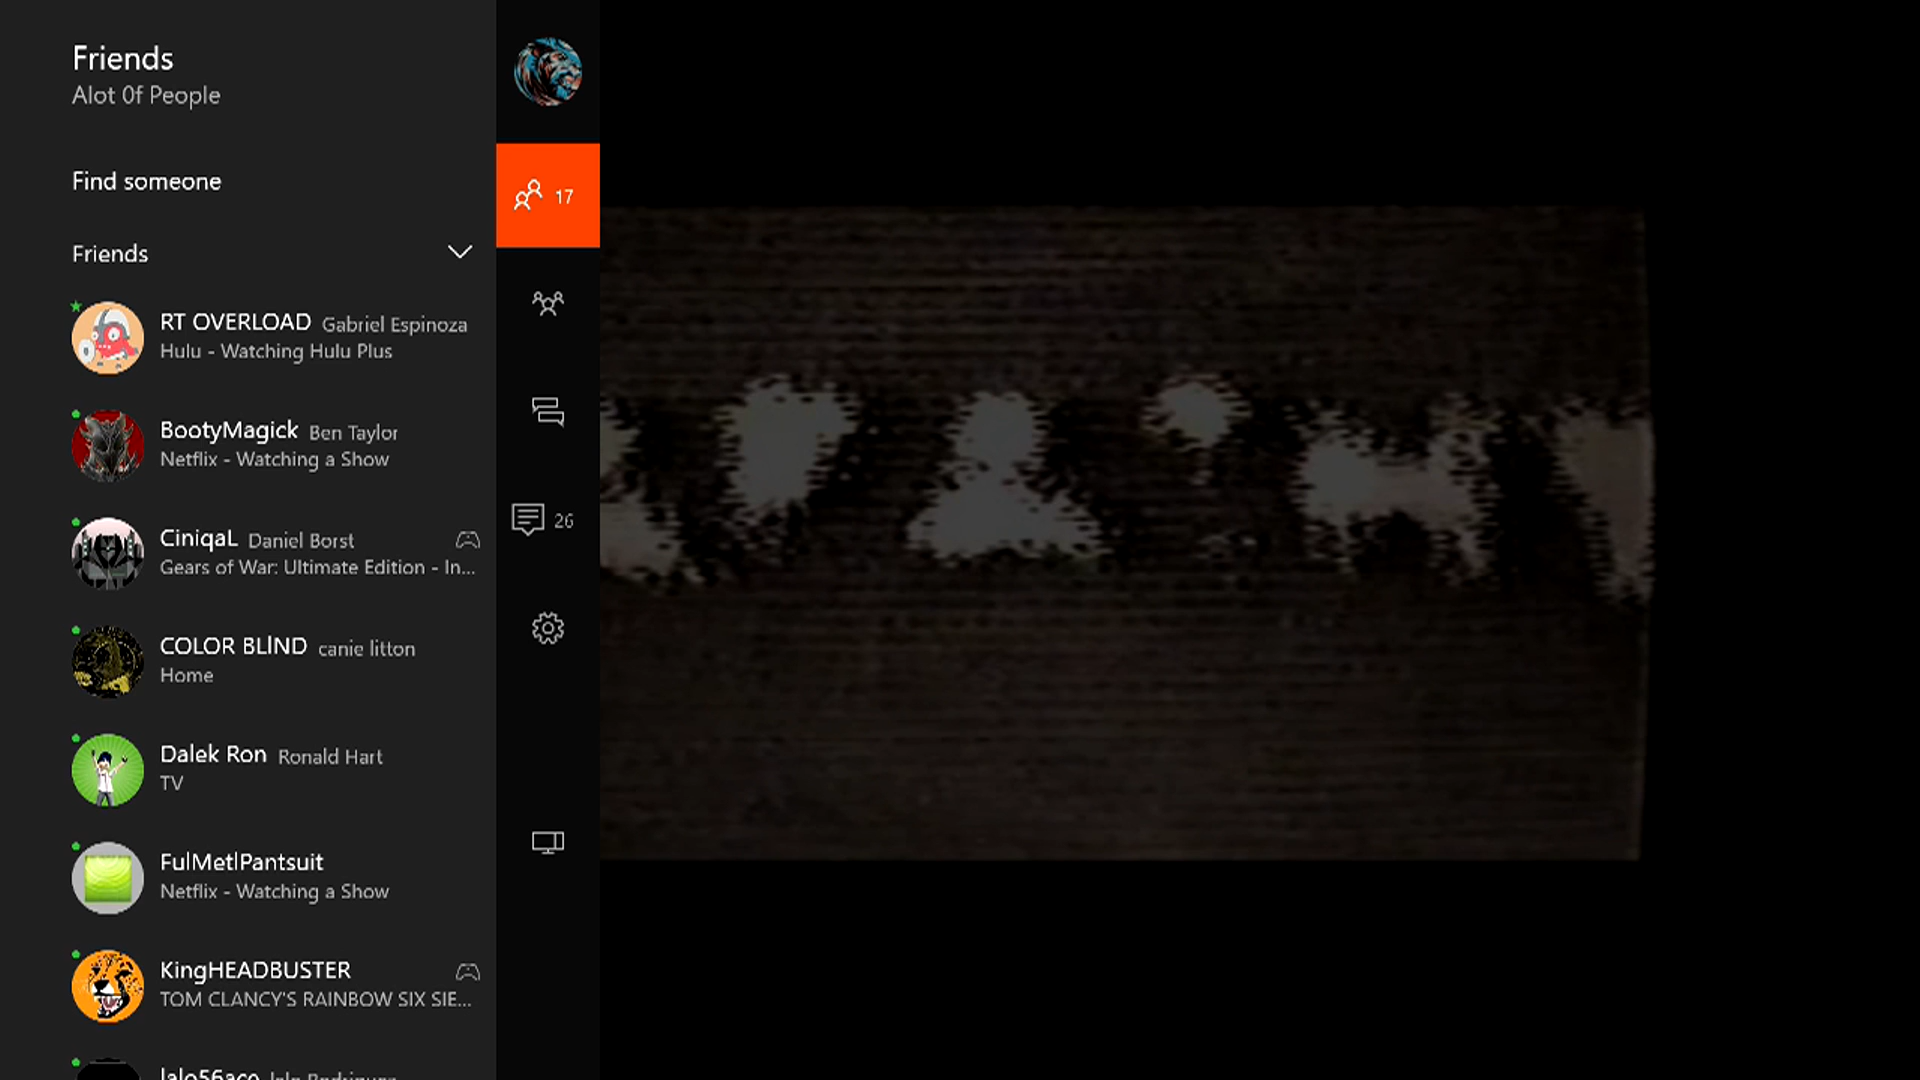 Friends
Alot 0f People
Find someone
Friends
RT OVERLOAD Gabriel Espinoza
Hulu - Watching Hulu Plus
BootyMagick Ben Taylor
Netflix - Watching a Show
CiniqaL Daniel Borst
Gears of War: Ultimate Edition - In...
COLOR BLlND canie litton
Home
Dalek Ron Ronald Hart
TV
FulMetlPantsuit
Netflix - Watching a Show
KingHEADBUSTER
TOM CLANCY'S RAINBOW SIX SIE...
17
26